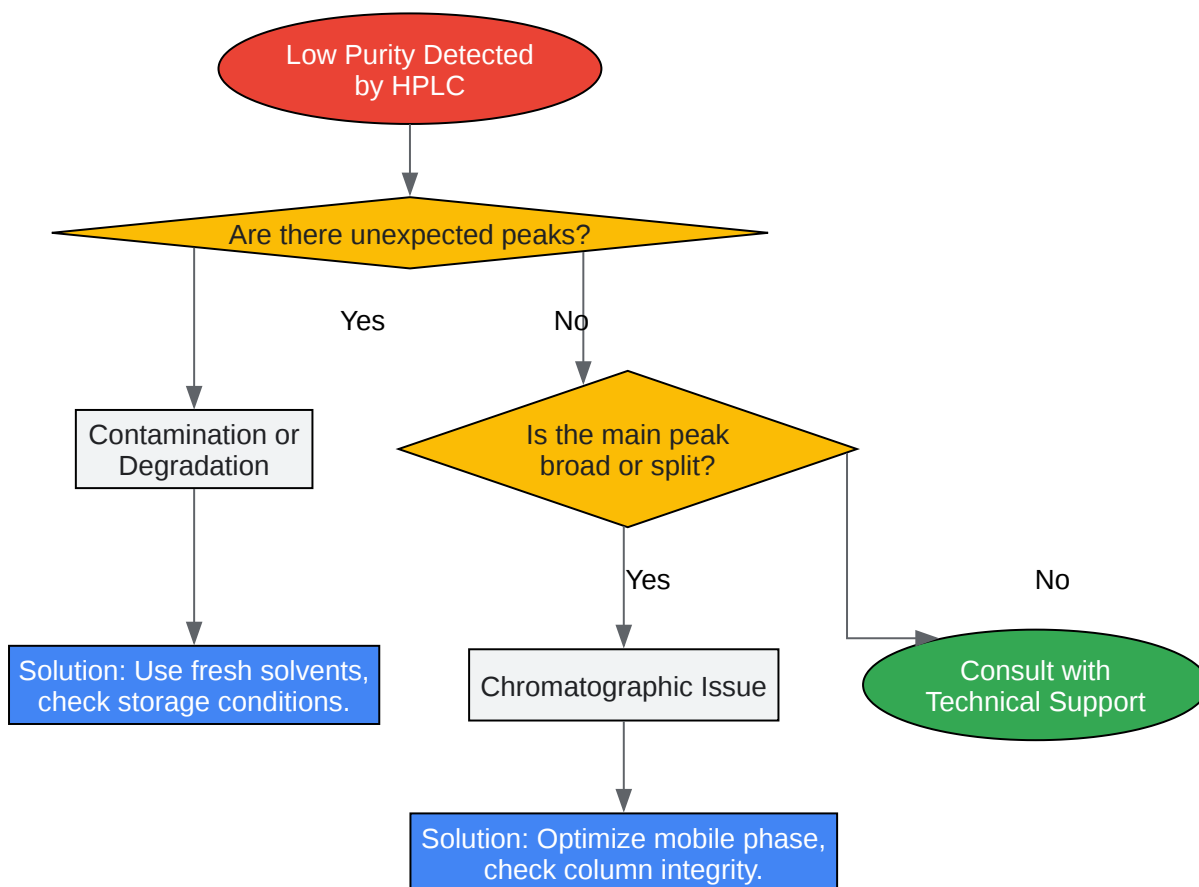 Low Purity Detected
by HPLC
Are there unexpected peaks?
Yes
No
Contamination or
Degradation
Is the main peak
broad or split?
Yes
No
Solution: Use fresh solvents,
check storage conditions.
Chromatographic Issue
Consult with
Technical Support
Solution: Optimize mobile phase,
check column integrity.